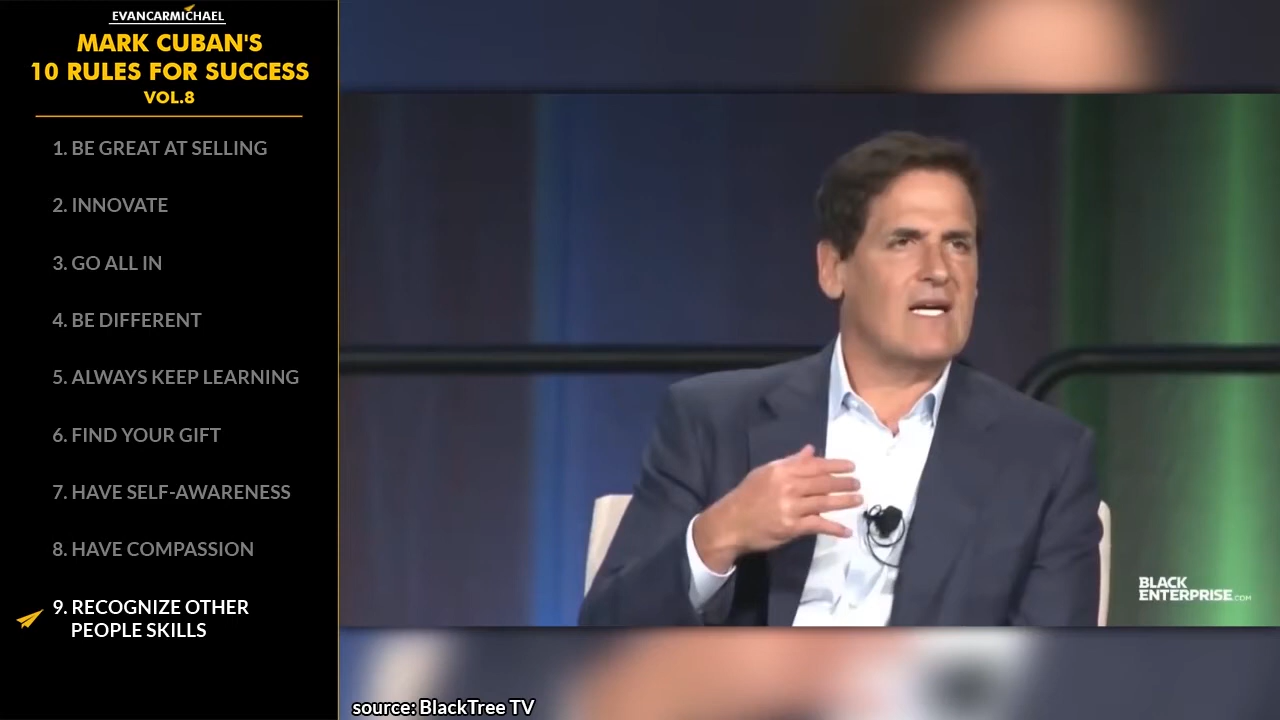 EVANCARMICHAEL
MARK CUBAN'S
10 RULES FOR SUCCESS
VOL.8
1. BE GREAT AT SELLING
2. INNOVATE
3. GO ALL IN
4. BE DIFFERENT
5. ALWAYS KEEP LEARNING
6. FIND YOUR GIFT
7. HAVE SELF-AWARENESS
8. HAVE COMPASSION
9. RECOGNIZE OTHER
PEOPLE SKILLS
BLACK
ENTERPRISE.COM
source: BlackTree TV